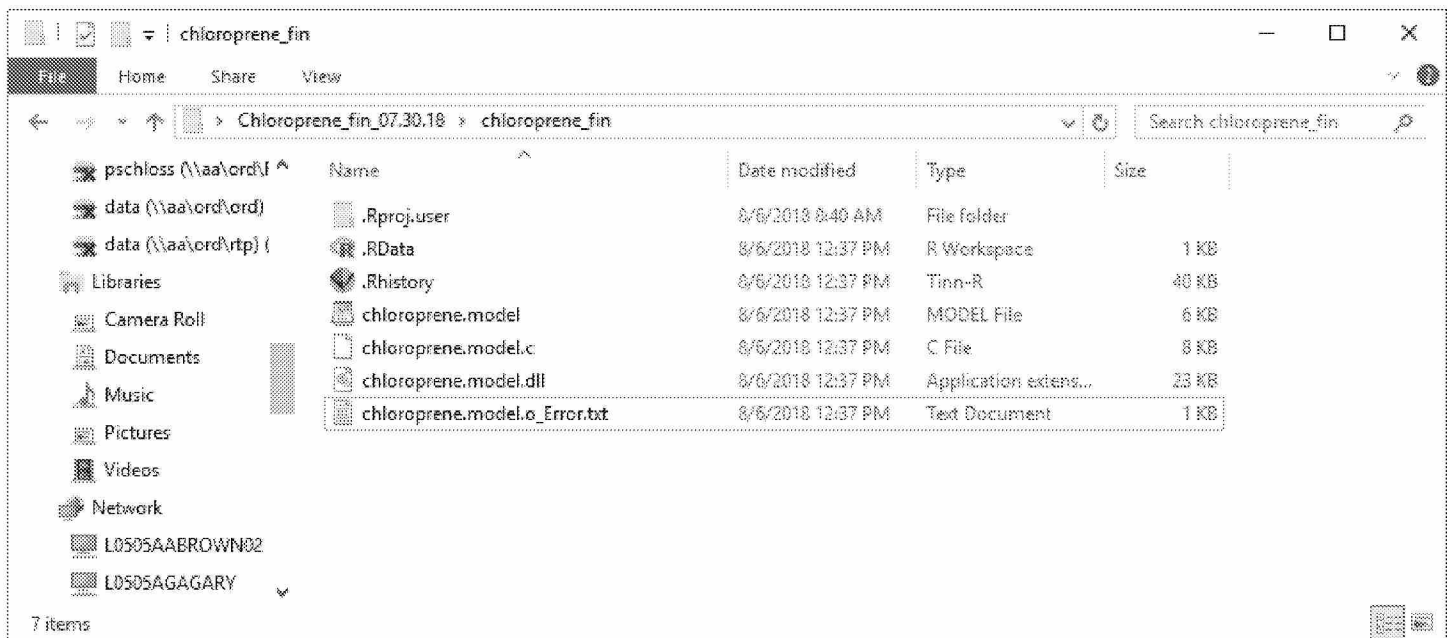 chloroprene_fin
File Home Share View
Chloroprene_fin_07.30.18 > chloroprene_fin Search chloroprene_fin
pschloss (\\aa\ord\
Name Date modified Type Size
data (\\aa\ord\ord)
.Rproj.user 8/6/2018 8:40 AM File folder
data (\\aa\ord\rtp) (
.RData 8/6/2018 12:37 PM R Workspace 1 KB
Libraries
.Rhistory 8/6/2018 12:37 PM Tinn-R 40 KB
Camera Roll
chloroprene.model 8/6/2018 12:37 PM MODEL File 6 KB
Documents
chloroprene.model.c 8/6/2018 12:37 PM C File 8 KB
Music
chloroprene.model.dll 8/6/2018 12:37 PM Application extens... 23 KB
chloroprene.model.o_Error.txt 8/6/2018 12:37 PM Text Document 1 KB
Pictures
Videos
Network
L0505AABROWN02
L0505AGAGARY
7 items